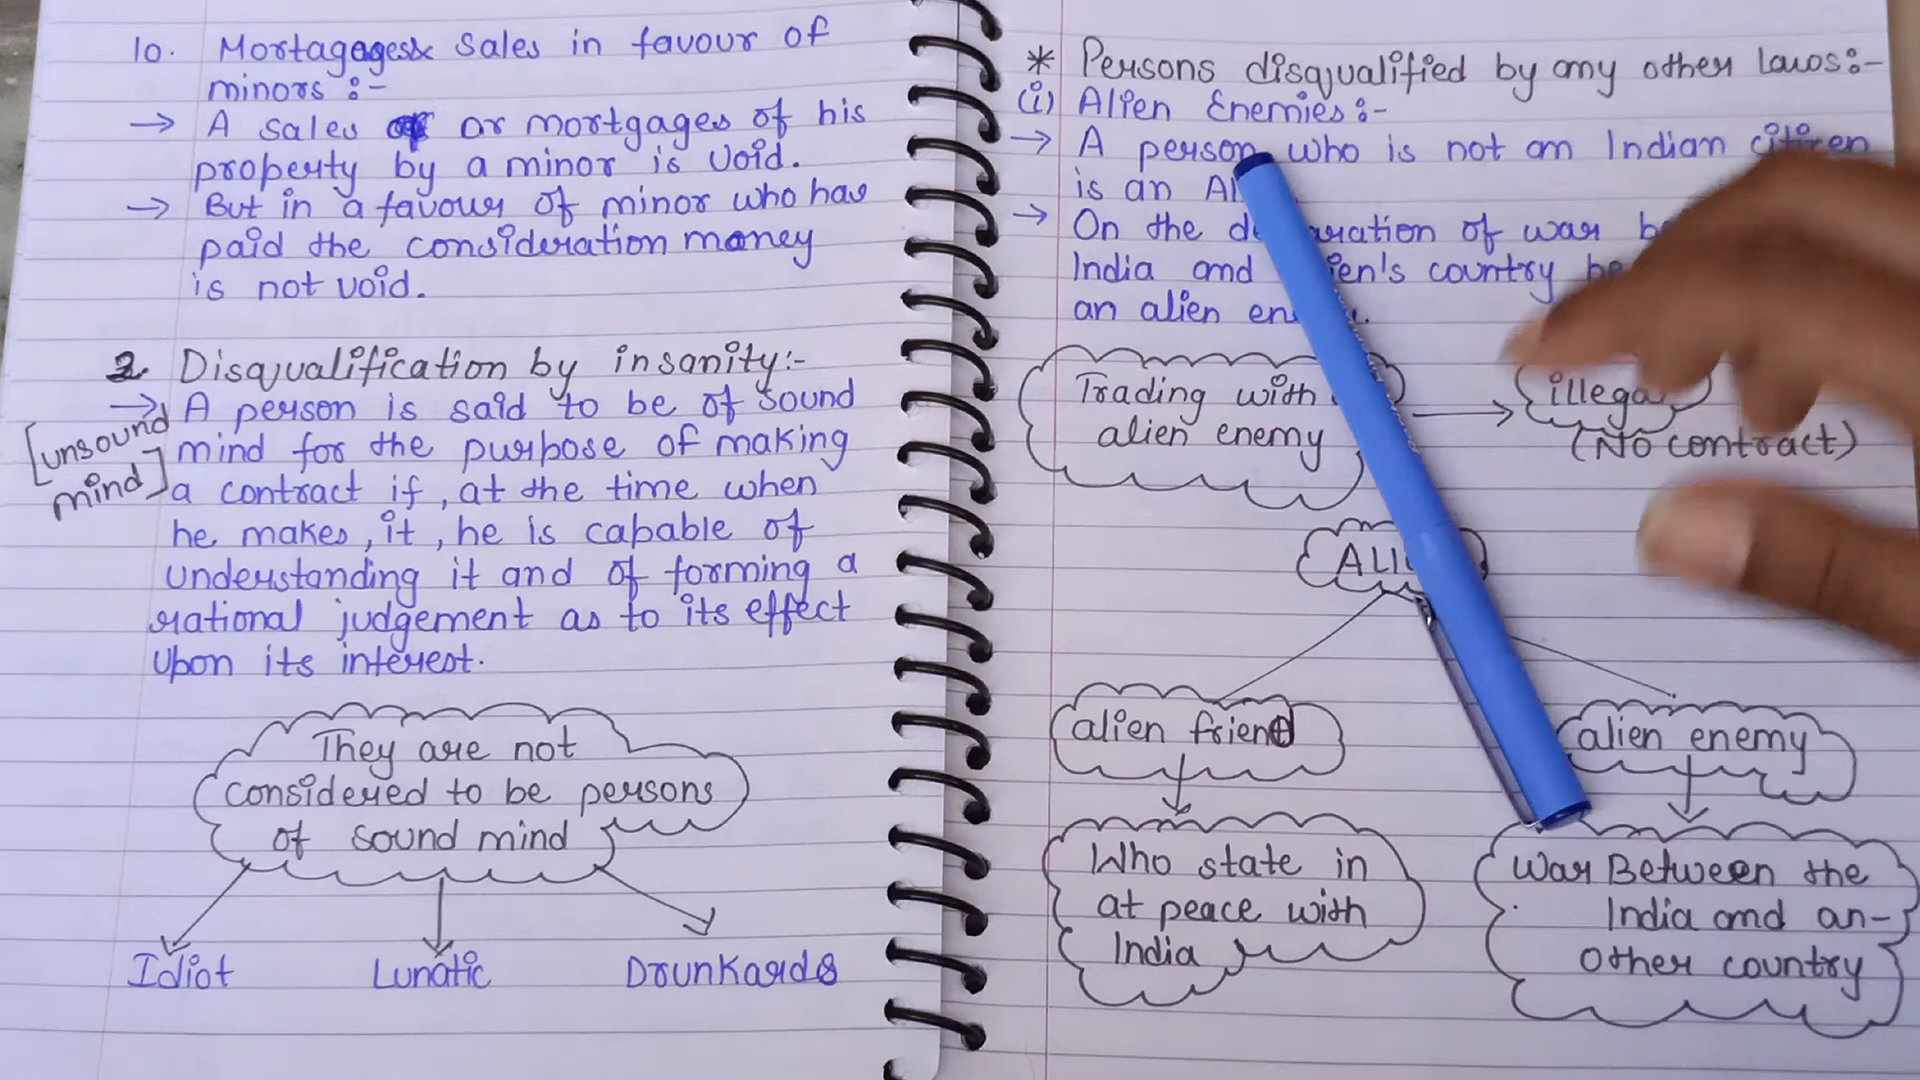 10. Mortagages& Sales in favour of
minors :-
→ A sales or mortgages of his
property by a minor is void.
→ But in a favour of minor who has
paid the consideration money
is not void.
2. Disqualification by insanity:-
→ A person is said to be of sound
[unsound mind]
mind for the purpose of making
a contract if, at the time when
he makes, it, he is capable of
understanding it and of forming a
rational judgement as to its effect
upon its interest.
They are not
considered to be persons
of sound mind
Idiot Lunatic Drunkards
* Persons disqualified by any other laws:-
(i) Alien Enemies:-
→ A person who is not an Indian citizen
is an
→ On the of war
India and country
an alien
Trading with
alien enemy
illegal
(No contract)
alien friend
alien enemy
Who state in
at peace with
India
War Between the
India and an-
other country